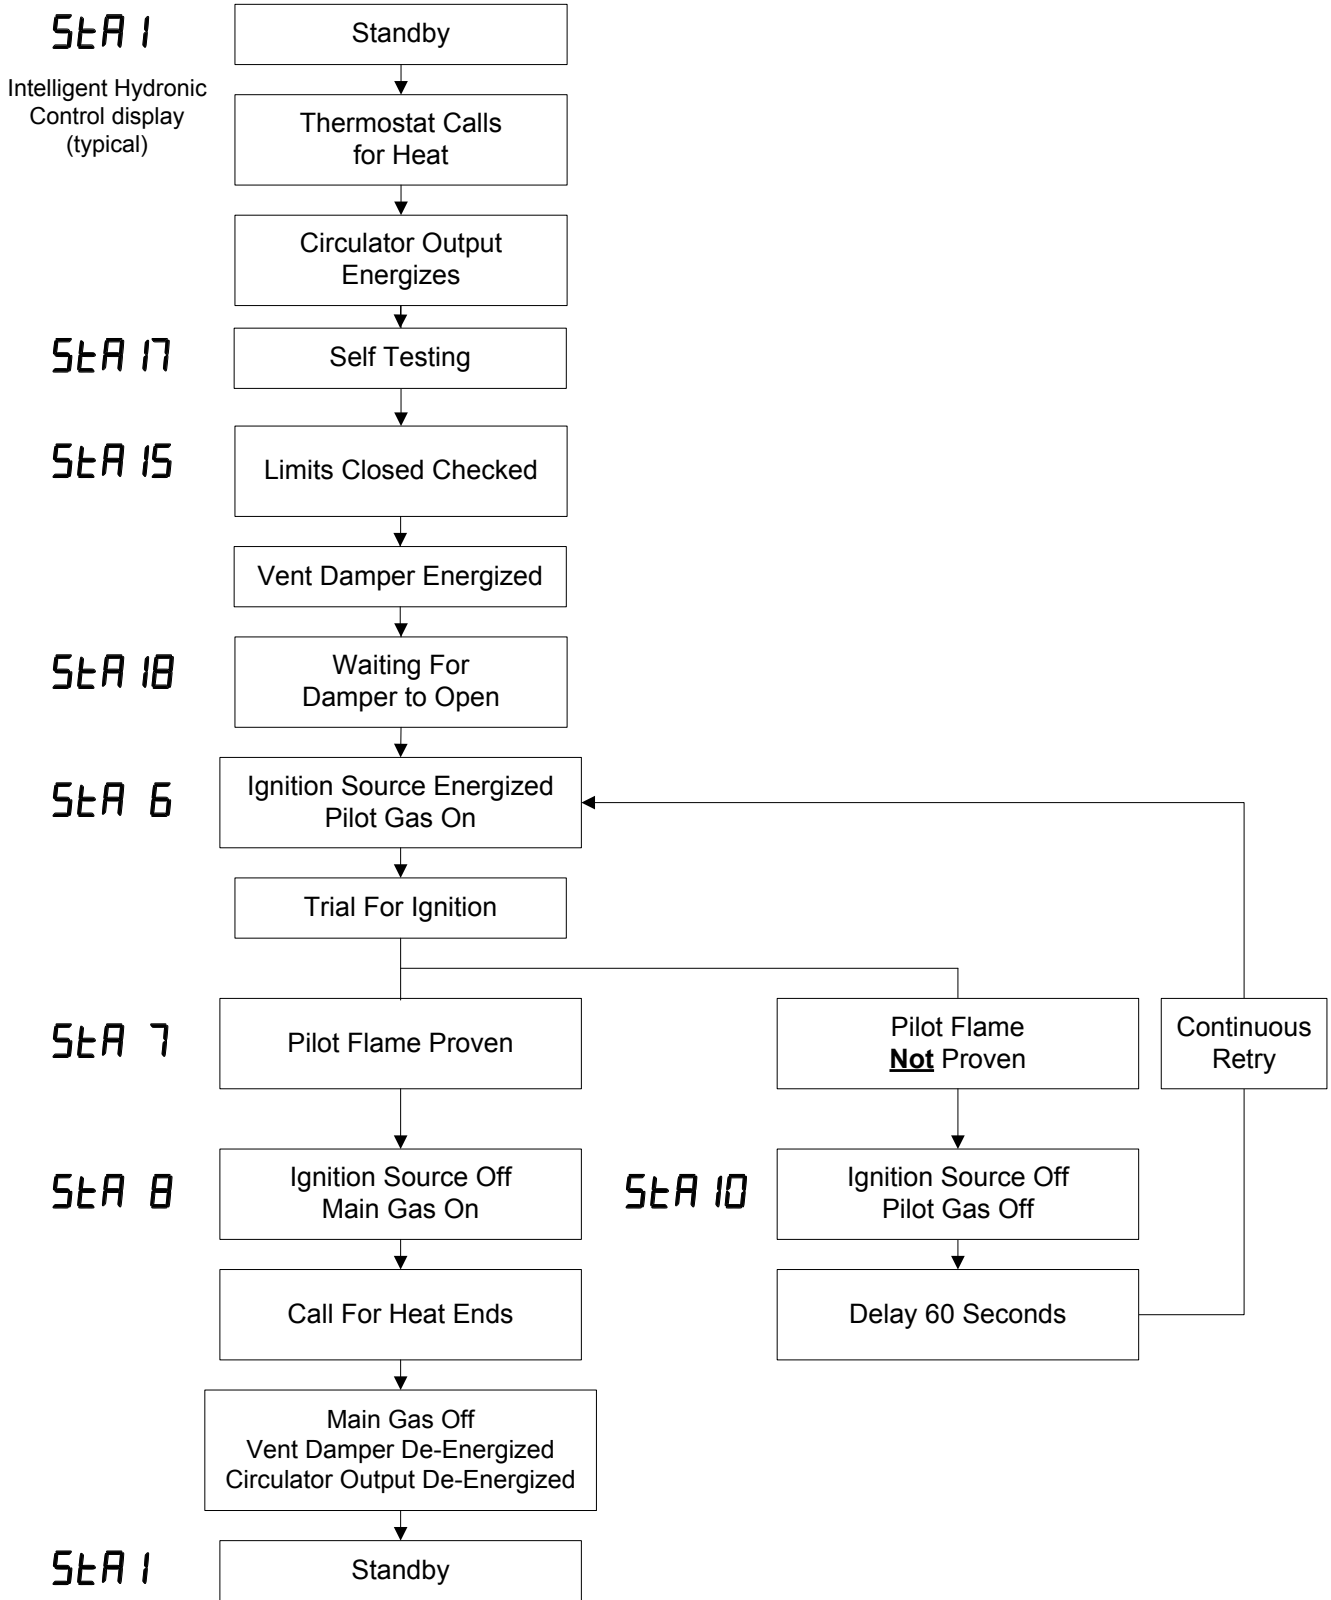 StA 1
Standby
Intelligent Hydronic
Control display
(typical)
Thermostat Calls
for Heat
Circulator Output
Energizes
StA 17
Self Testing
StA 15
Limits Closed Checked
Vent Damper Energized
StA 18
Waiting For
Damper to Open
StA 6
Ignition Source Energized
Pilot Gas On
Trial For Ignition
StA 7
Pilot Flame Proven
Pilot Flame
Not Proven
Continuous
Retry
StA 8
Ignition Source Off
Main Gas On
StA 10
Ignition Source Off
Pilot Gas Off
Call For Heat Ends
Delay 60 Seconds
Main Gas Off
Vent Damper De-Energized
Circulator Output De-Energized
StA 1
Standby